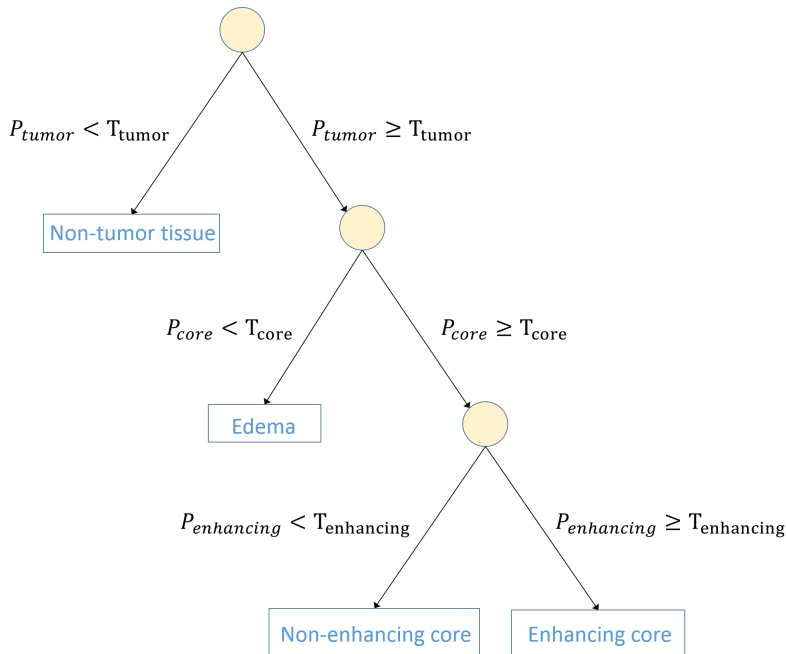 P_tumor < T_tumor
P_tumor ≥ T_tumor
Non-tumor tissue
P_core < T_core
P_core ≥ T_core
Edema
P_enhancing < T_enhancing
P_enhancing ≥ T_enhancing
Non-enhancing core
Enhancing core